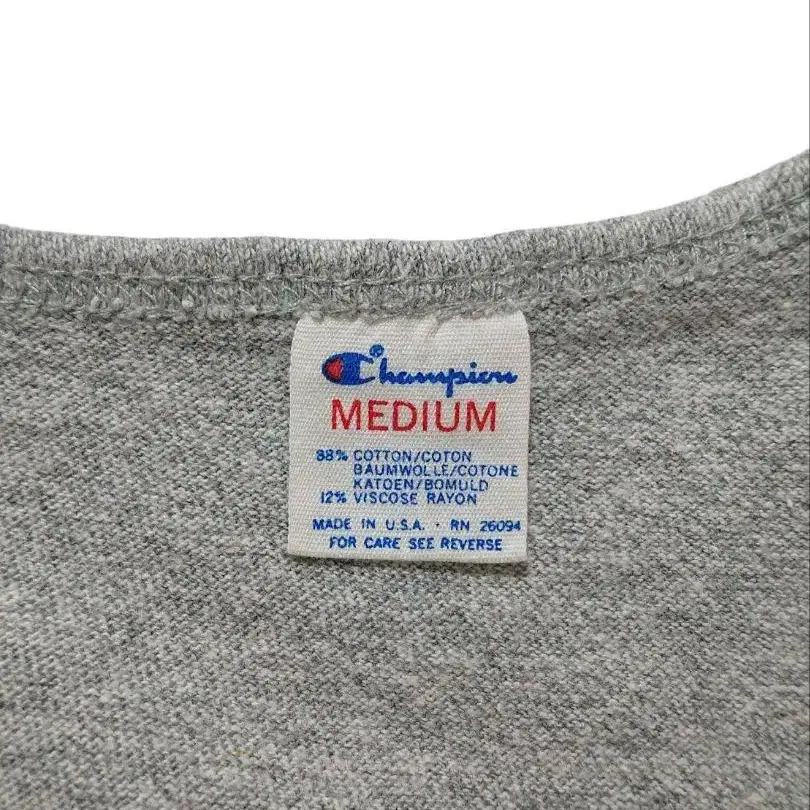 Champion®
MEDIUM
88% COTTON/COTON
BAUMWOLLE/COTONE
KATOEN/BOMULD
12% VISCOSE RAYON
MADE IN U.S.A. · RN 26094
FOR CARE SEE REVERSE